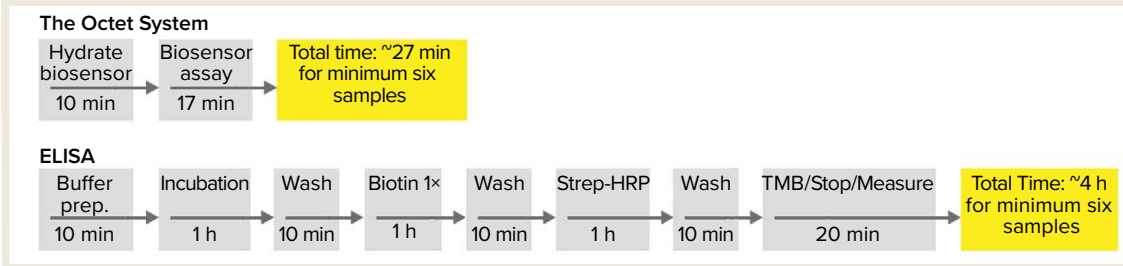 The Octet System
Hydrate
biosensor
10 min
Biosensor
assay
17 min
Total time: ~27 min
for minimum six
samples
ELISA
Buffer
prep.
10 min
Incubation
1 h
Wash
10 min
Biotin 1×
1 h
Wash
10 min
Strep-HRP
1 h
Wash
10 min
TMB/Stop/Measure
20 min
Total Time: ~4 h
for minimum six
samples